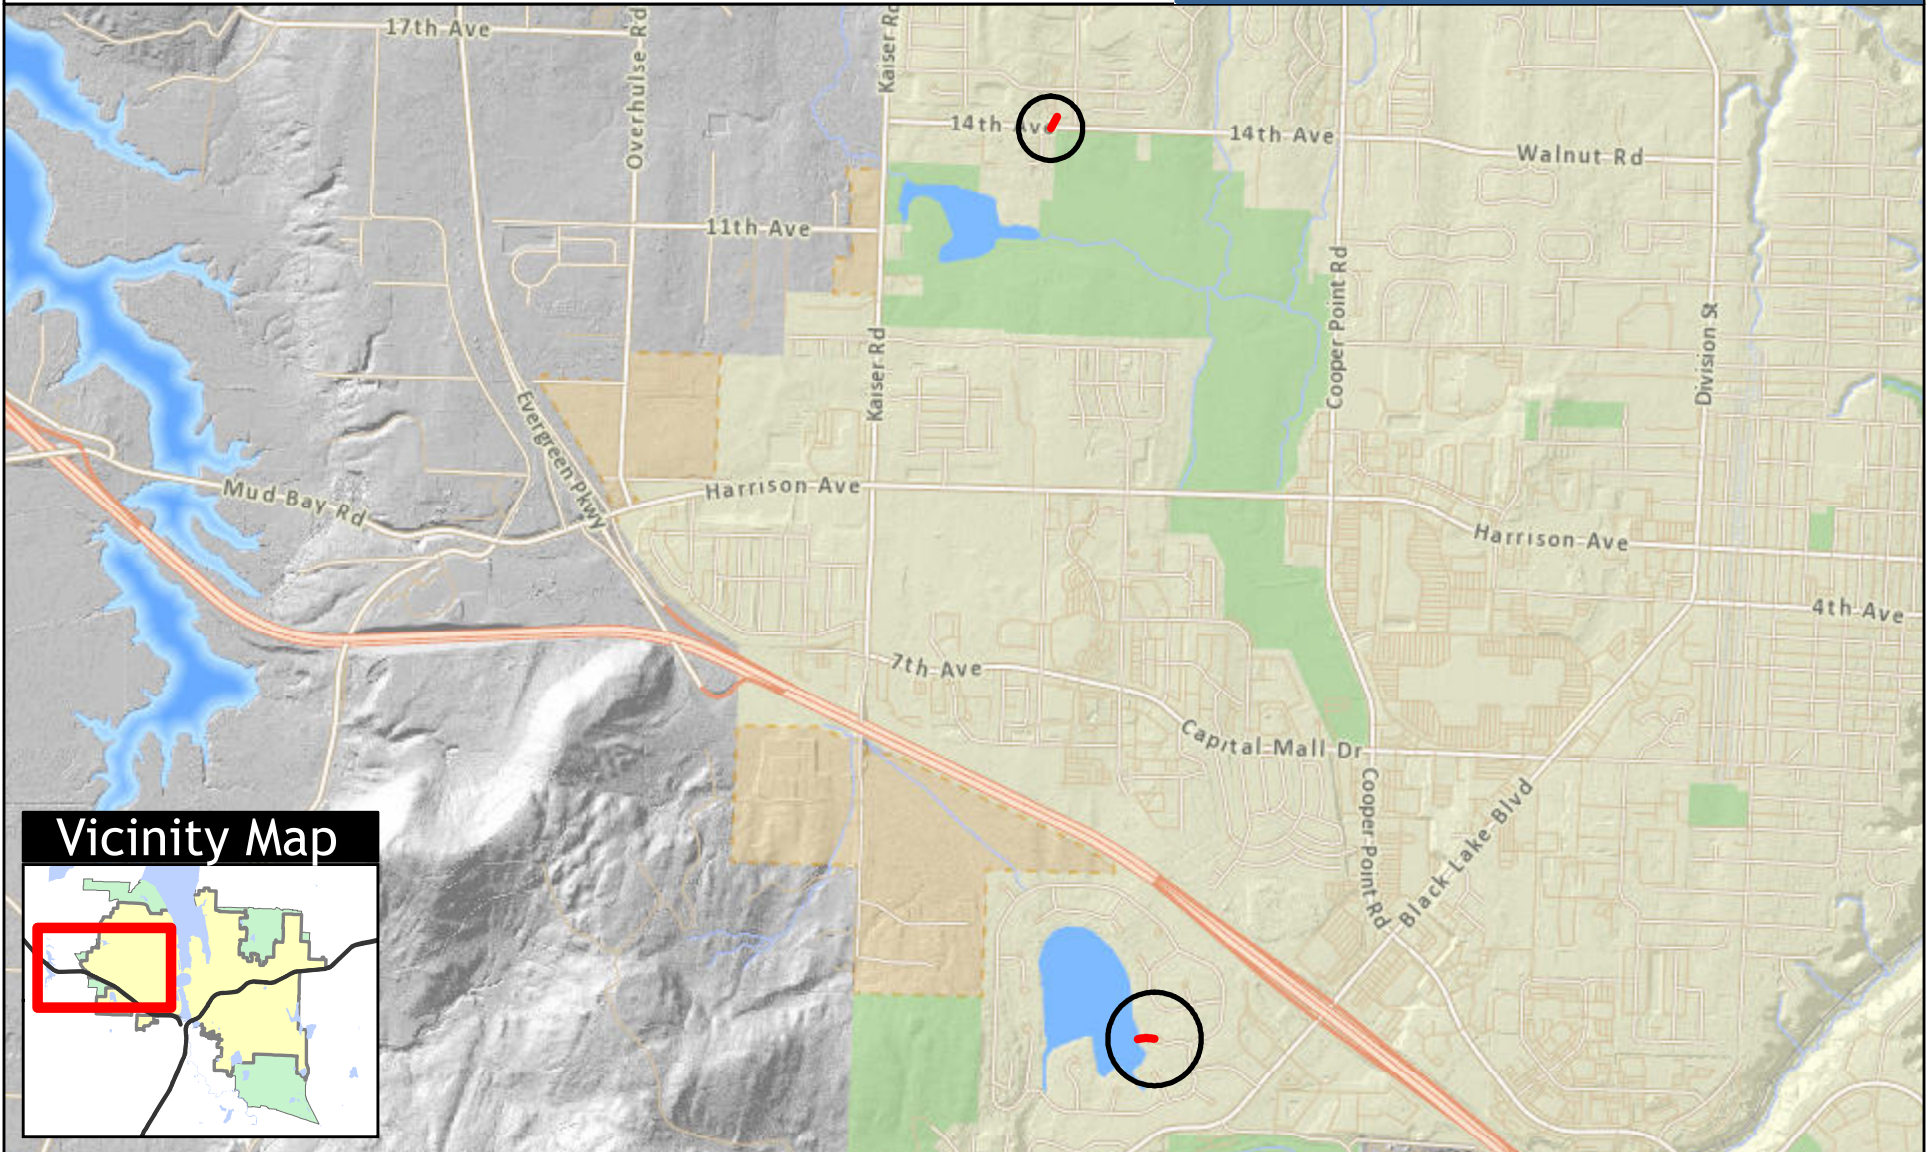 17th Ave
Overhulse Rd
Kaiser Rd
14th Ave
14th Ave
Walnut Rd
11th Ave
Cooper Point Rd
Division St
Kaiser Rd
Evergreen Pkwy
Mud Bay Rd
Harrison Ave
Harrison Ave
4th Ave
7th Ave
Capital Mall Dr
Cooper Point Rd
Black Lake Blvd
Vicinity Map